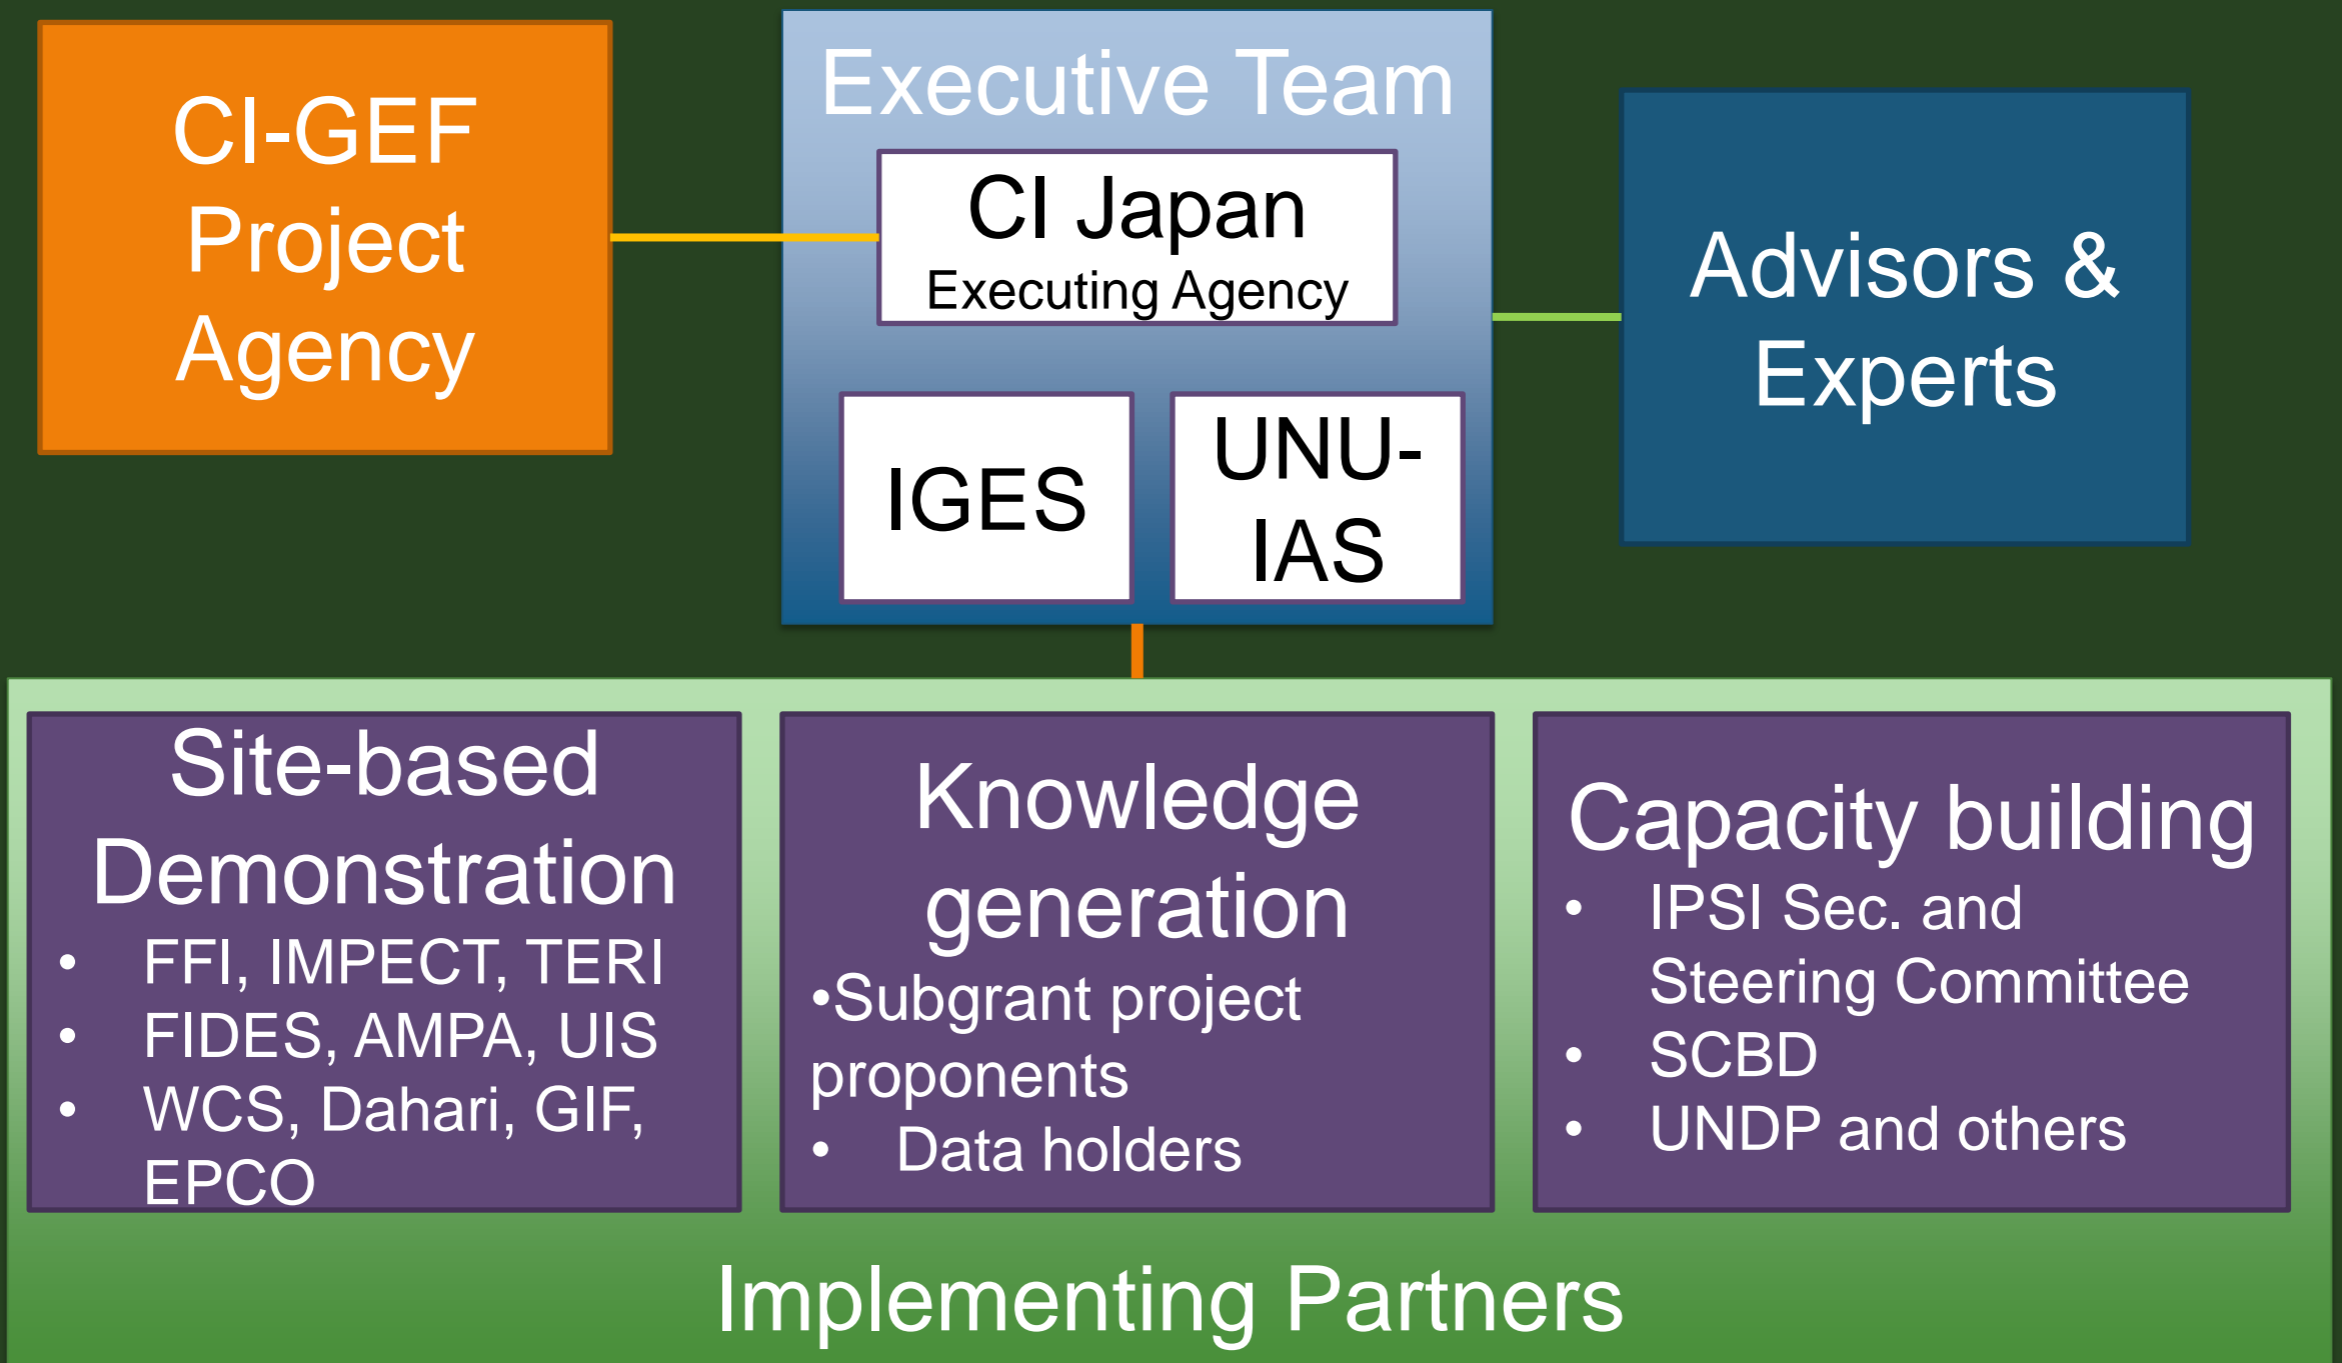 CI-GEF
Project
Agency
Executive Team
CI Japan
Executing Agency
IGES
UNU-
IAS
Advisors &
Experts
Site-based
Demonstration
• FFI, IMPECT, TERI
• FIDES, AMPA, UIS
• WCS, Dahari, GIF,
EPCO
Knowledge
generation
•Subgrant project
proponents
• Data holders
Capacity building
• IPSI Sec. and
Steering Committee
• SCBD
• UNDP and others
Implementing Partners